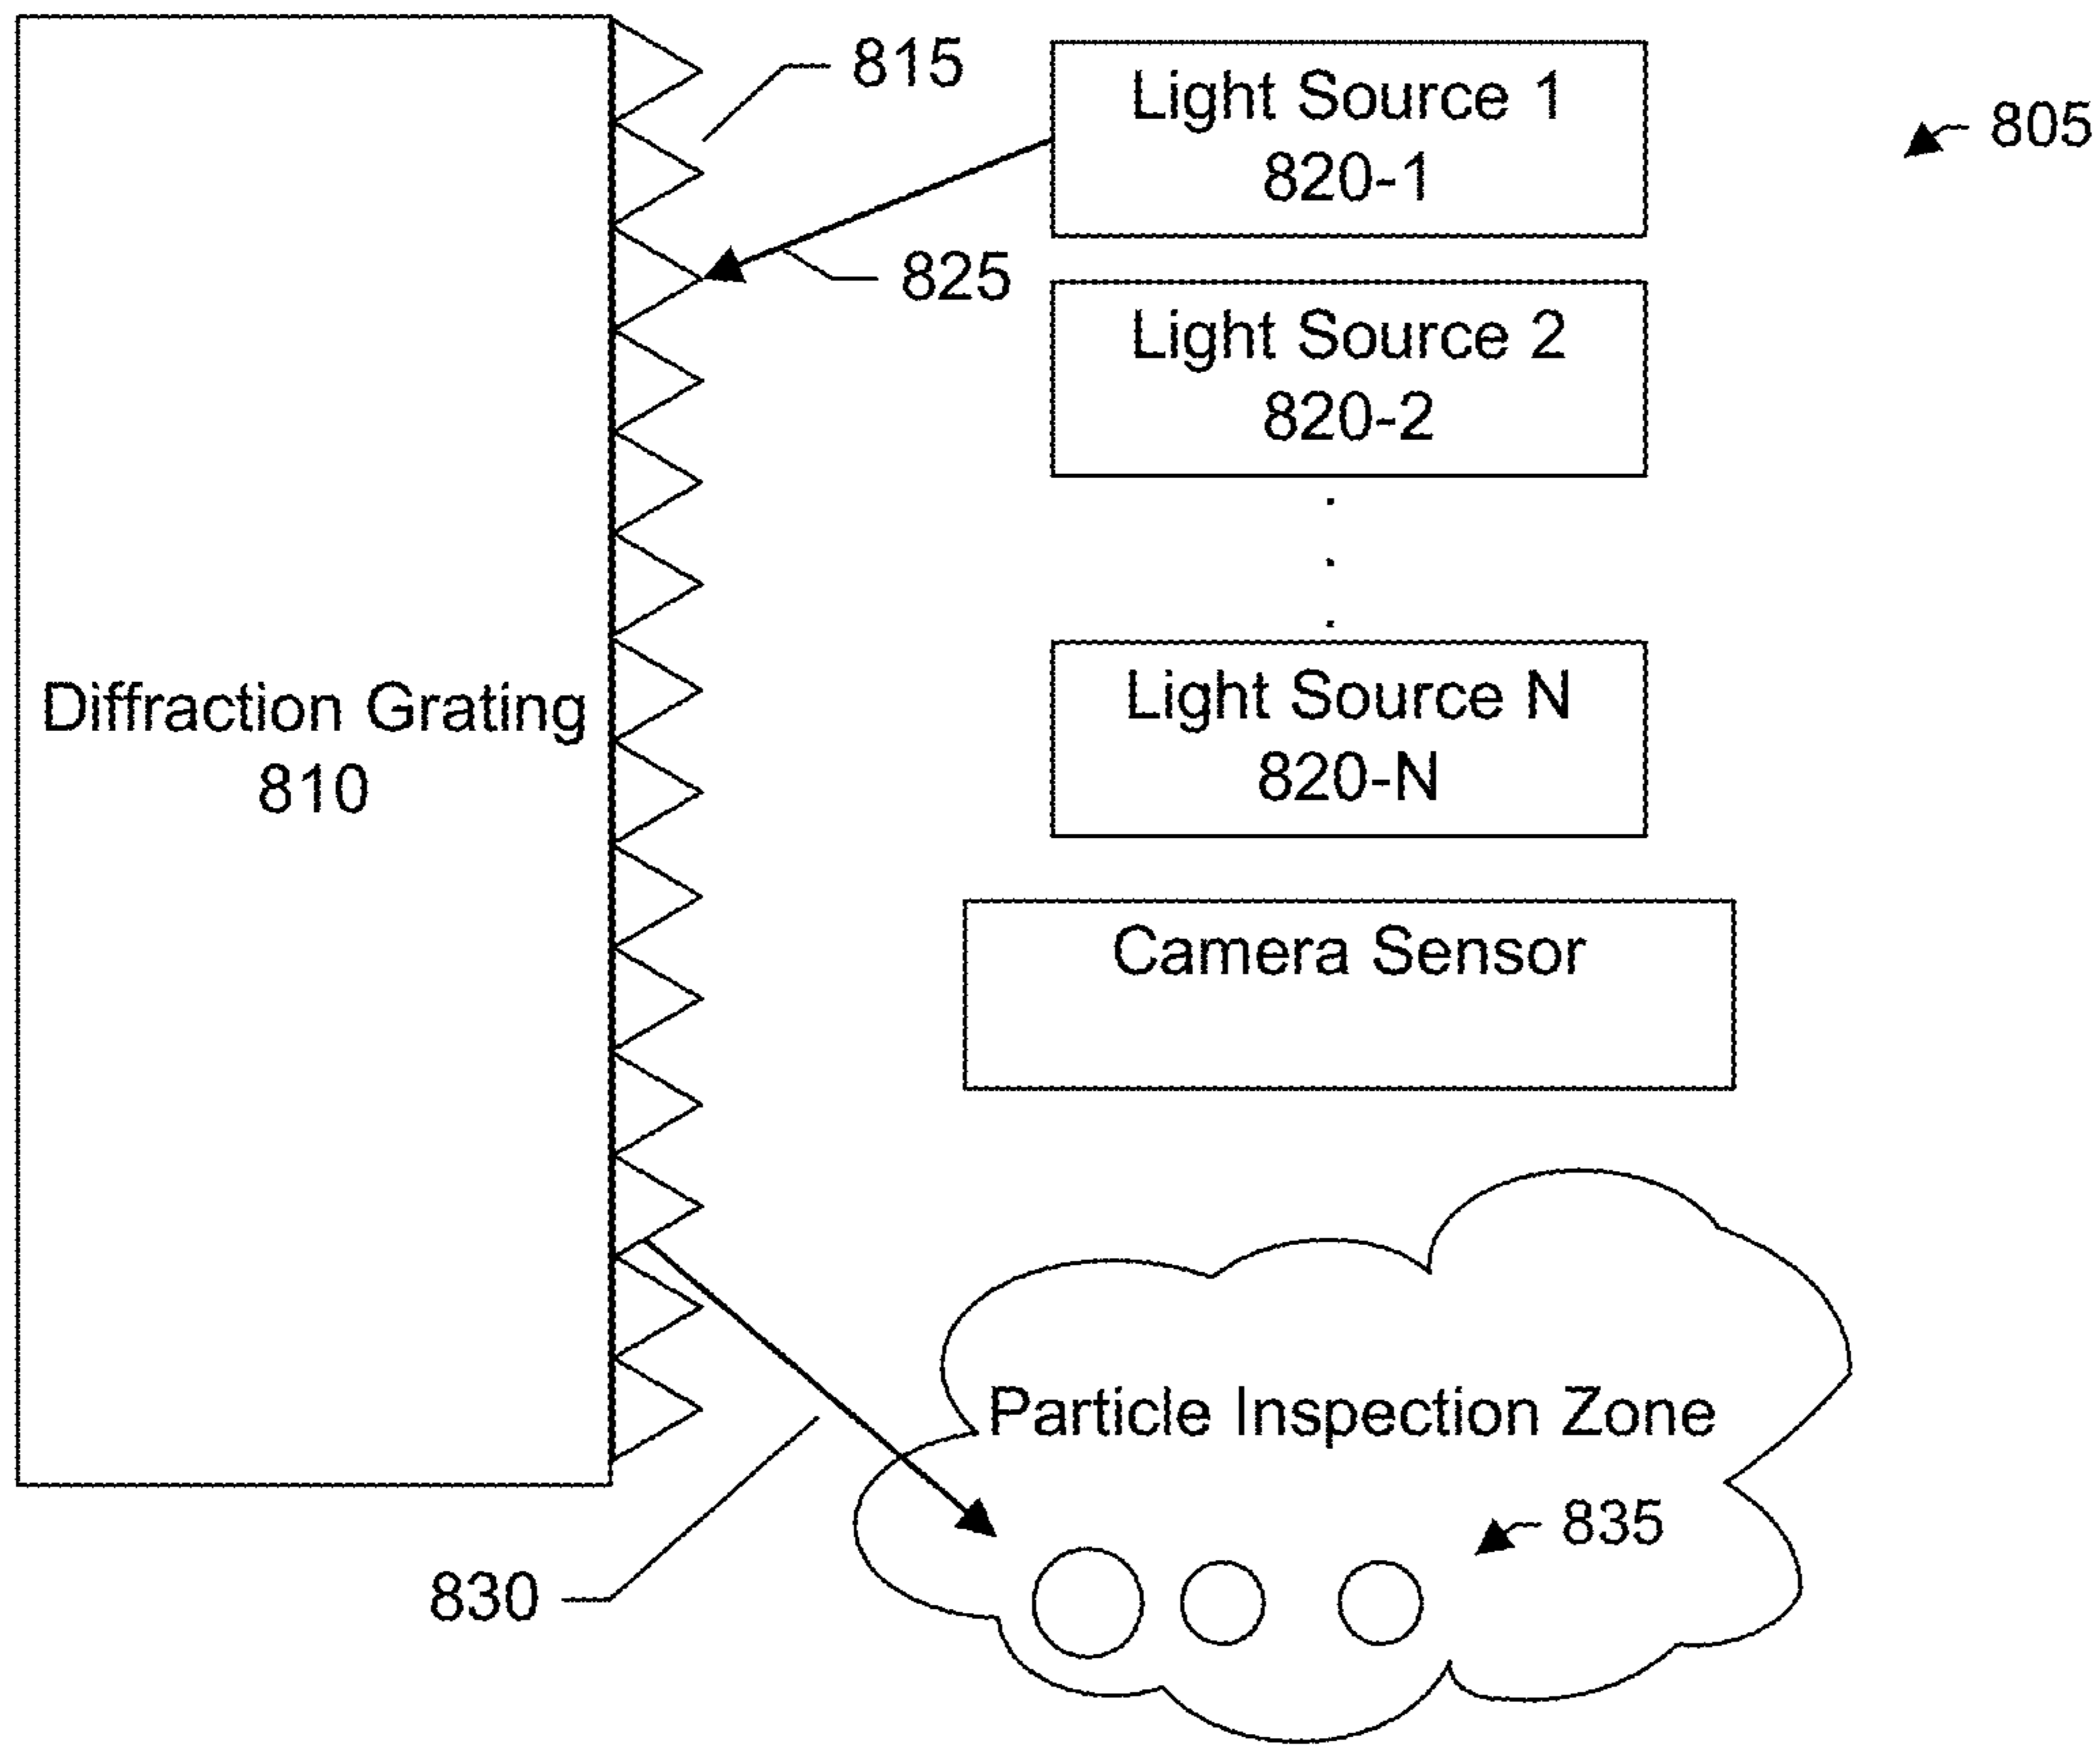 815
Light Source 1
820-1
805
825
Light Source 2
820-2
Light Source N
820-N
Diffraction Grating
810
Camera Sensor
Particle Inspection Zone
835
830